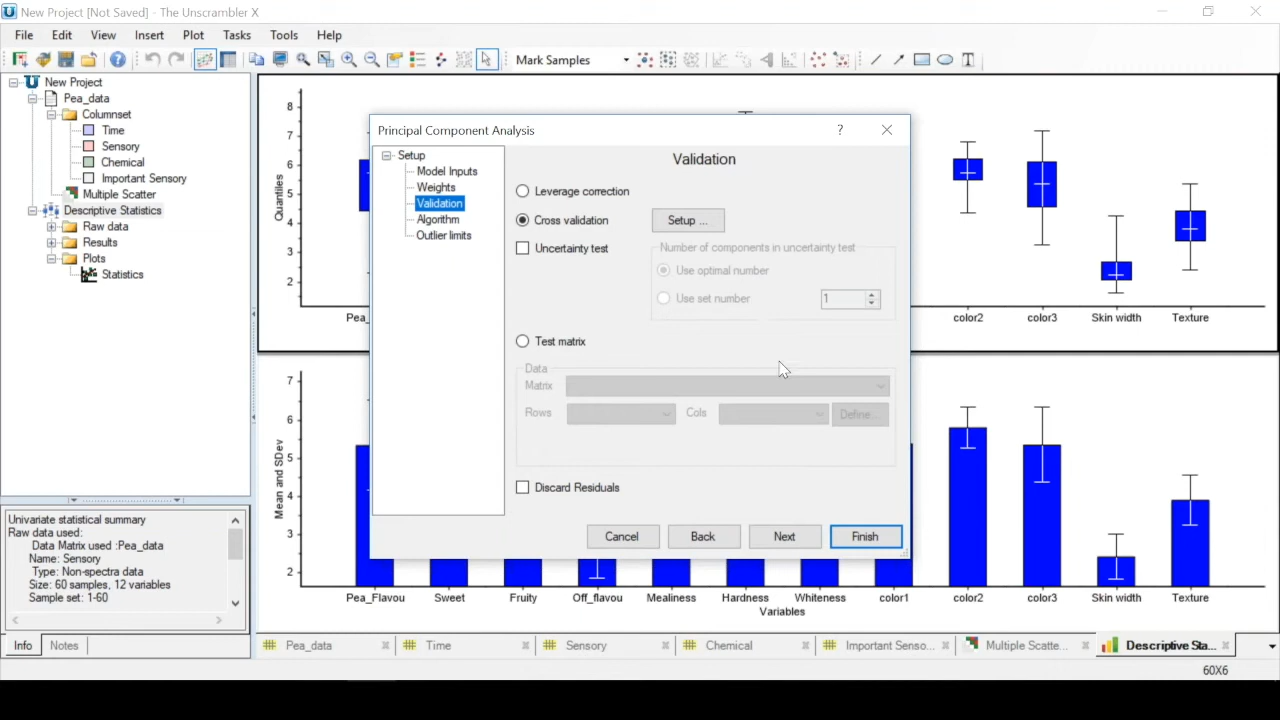 New Project [Not Saved] - The Unscrambler X
File Edit View Insert Plot Tasks Tools Help
Mark Samples
New Project
Pea_data
Columnset
Time
Sensory
Chemical
Important Sensory
Multiple Scatter
Descriptive Statistics
Raw data
Results
Plots
Statistics
Univariate statistical summary
Raw data used:
Data Matrix used :Pea_data
Name: Sensory
Type: Non-spectra data
Size: 60 samples, 12 variables
Sample set: 1-60
Info Notes
Quantiles
8
7
6
5
4
3
2
Pea_
color2 color3 Skin width Texture
Principal Component Analysis ?
Setup
Model Inputs
Weights
Validation
Algorithm
Outlier limits
Validation
Leverage correction
Cross validation Setup ...
Uncertainty test
Number of components in uncertainty test
Use optimal number
Use set number 1
Test matrix
Data
Matrix
Rows Cols Define...
Discard Residuals
Cancel Back Next Finish
Mean and SDev
7
6
5
4
3
2
Pea_Flavou Sweet Fruity Off_flavou Mealiness Hardness Whiteness color1 color2 color3 Skin width Texture
Variables
Pea_data Time Sensory Chemical Important Senso... Multiple Scatte... Descriptive Sta...
60X6